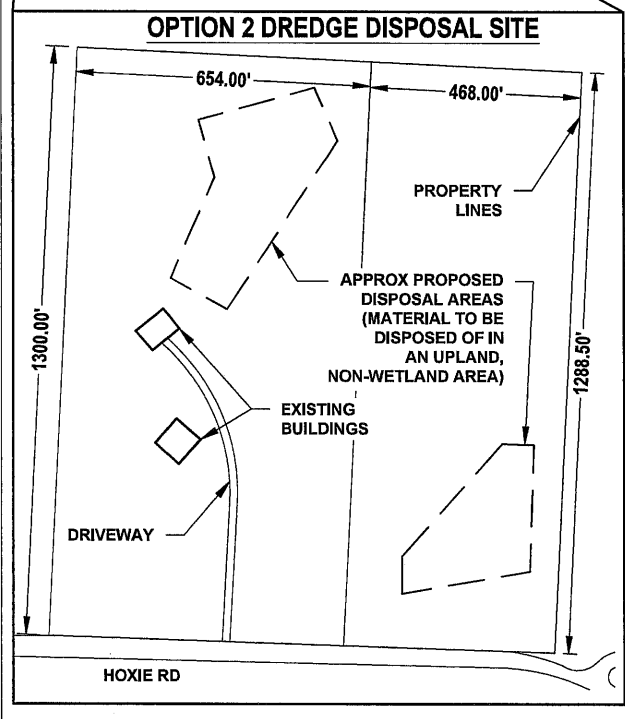 OPTION 2 DREDGE DISPOSAL SITE
654.00'
468.00'
PROPERTY
LINES
APPROX PROPOSED
DISPOSAL AREAS
(MATERIAL TO BE
DISPOSED OF IN
AN UPLAND,
NON-WETLAND AREA)
1300.00'
1288.50'
EXISTING
BUILDINGS
DRIVEWAY
HOXIE RD